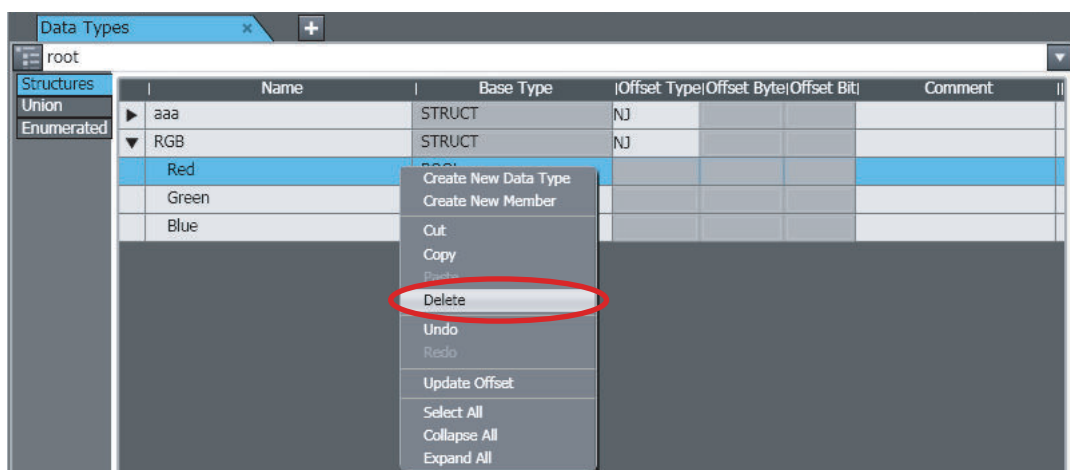 Data Types × +
root
Structures
Union
Enumerated
Name Base Type Offset Type Offset Byte Offset Bit Comment
aaa STRUCT NJ
RGB STRUCT NJ
Red BOOL
Green
Blue
Create New Data Type
Create New Member
Cut
Copy
Paste
Delete
Undo
Redo
Update Offset
Select All
Collapse All
Expand All